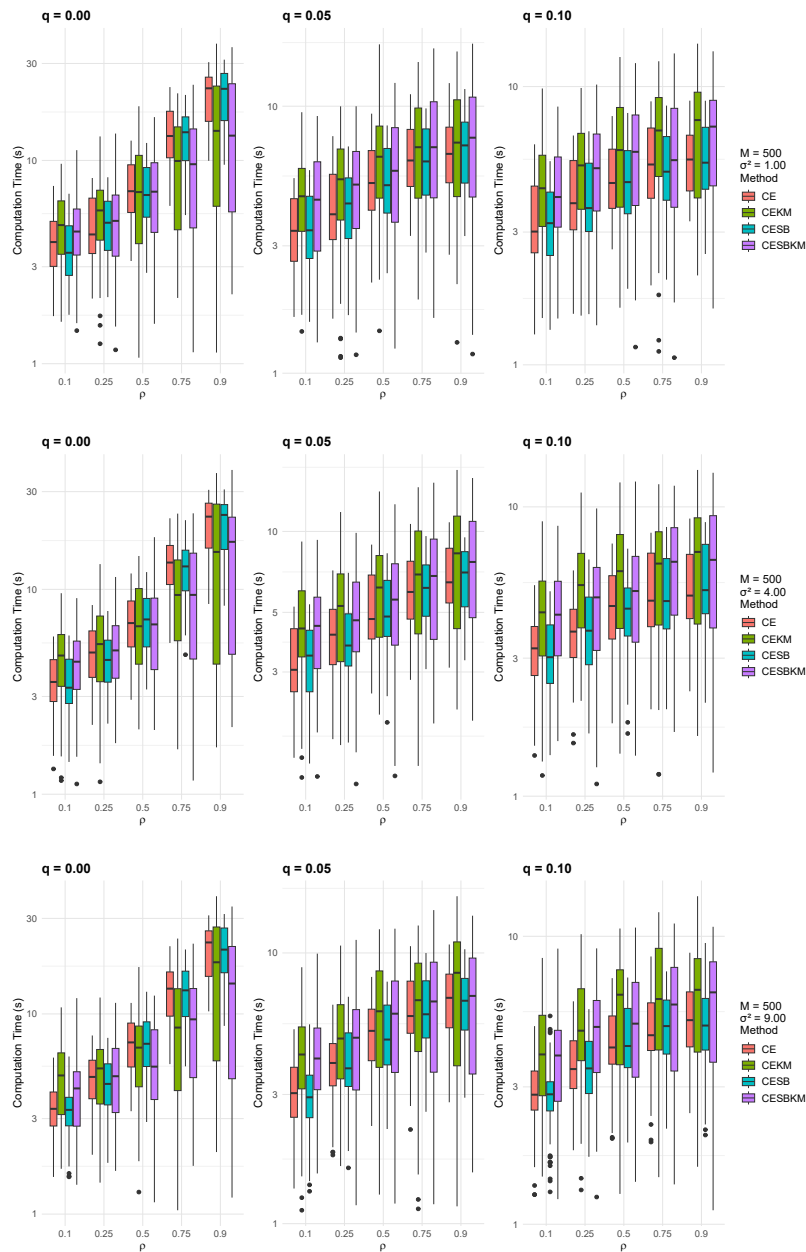 q = 0.00
q = 0.05
q = 0.10
Computation Time (s)
30
10
3
1
0.1 0.25 0.5 0.75 0.9
ρ
Computation Time (s)
10
3
1
0.1 0.25 0.5 0.75 0.9
ρ
Computation Time (s)
10
3
1
0.1 0.25 0.5 0.75 0.9
ρ
M = 500
σ² = 1.00
Method
CE
CEKM
CESB
CESBKM
q = 0.00
q = 0.05
q = 0.10
Computation Time (s)
30
10
3
1
0.1 0.25 0.5 0.75 0.9
ρ
Computation Time (s)
10
5
3
0.1 0.25 0.5 0.75 0.9
ρ
Computation Time (s)
10
3
1
0.1 0.25 0.5 0.75 0.9
ρ
M = 500
σ² = 4.00
Method
CE
CEKM
CESB
CESBKM
q = 0.00
q = 0.05
q = 0.10
Computation Time (s)
30
10
3
1
0.1 0.25 0.5 0.75 0.9
ρ
Computation Time (s)
10
3
1
0.1 0.25 0.5 0.75 0.9
ρ
Computation Time (s)
10
3
1
0.1 0.25 0.5 0.75 0.9
ρ
M = 500
σ² = 9.00
Method
CE
CEKM
CESB
CESBKM